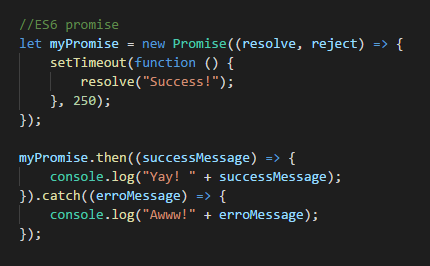 //ES6 promise
let myPromise = new Promise((resolve, reject) => {
    setTimeout(function () {
        resolve("Success!");
    }, 250);
});

myPromise.then((successMessage) => {
    console.log("Yay! " + successMessage);
}).catch((erroMessage) => {
    console.log("Awww!" + erroMessage);
});